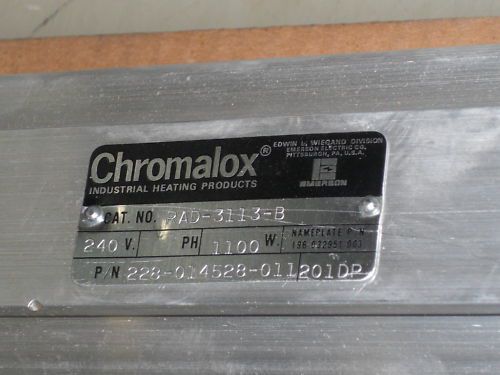 EDWIN L. WIEGAND DIVISION
EMERSON ELECTRIC CO.
PITTSBURGH, PA, U.S.A.
Chromalox®
INDUSTRIAL HEATING PRODUCTS
EMERSON
CAT. NO. RAD-3113-B
240 V. PH 1100 W. NAMEPLATE P/N
P/N 228-014528-011 201DP